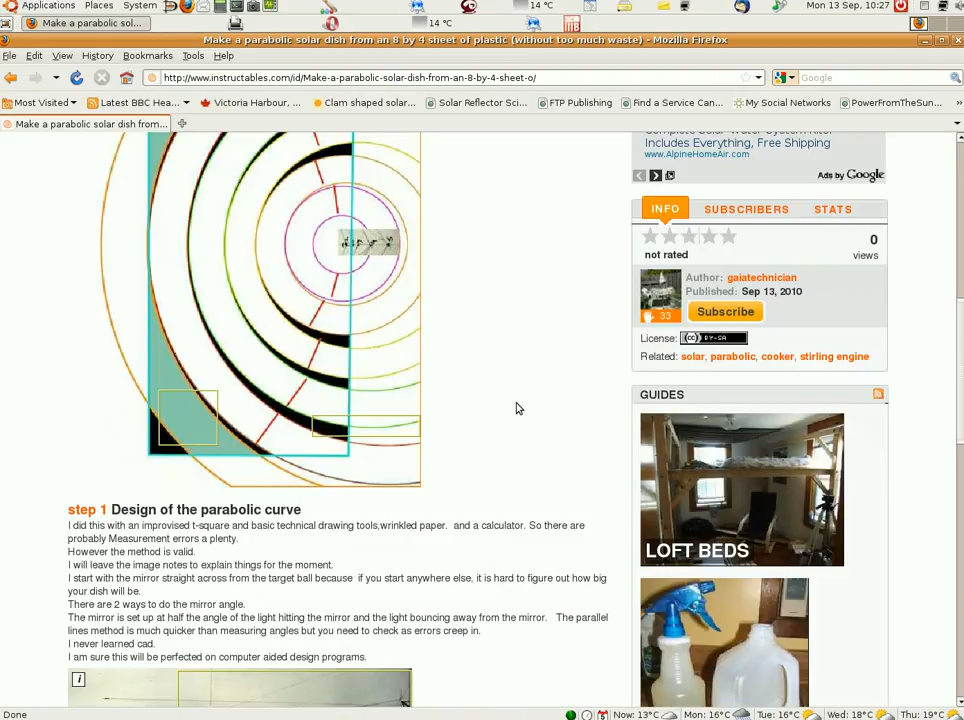 Applications Places System
14 °C
Mon 13 Sep, 10:27
Make a parabolic sol...
14 °C
Make a parabolic solar dish from an 8 by 4 sheet of plastic (without too much waste) - Mozilla Firefox
File Edit View History Bookmarks Tools Help
http://www.instructables.com/id/Make-a-parabolic-solar-dish-from-an-8-by-4-sheet-o/
Google
Most Visited Latest BBC Hea... Victoria Harbour, ... Clam shaped solar... Solar Reflector Sci... FTP Publishing Find a Service Can... My Social Networks PowerFromTheSun... »
Make a parabolic solar dish from...
Includes Everything, Free Shipping
www.AlpineHomeAir.com
Ads by Google
INFO SUBSCRIBERS STATS
not rated
0
views
33
Author: gaiatechnician
Published: Sep 13, 2010
Subscribe
License: (cc) BY-SA
Related: solar, parabolic, cooker, stirling engine
GUIDES
LOFT BEDS
step 1 Design of the parabolic curve
I did this with an improvised t-square and basic technical drawing tools,wrinkled paper. and a calculator. So there are
probably Measurement errors a plenty.
However the method is valid.
I will leave the image notes to explain things for the moment.
I start with the mirror straight across from the target ball because if you start anywhere else, it is hard to figure out how big
your dish will be.
There are 2 ways to do the mirror angle.
The mirror is set up at half the angle of the light hitting the mirror and the light bouncing away from the mirror. The parallel
lines method is much quicker than measuring angles but you need to check as errors creep in.
I never learned cad.
I am sure this will be perfected on computer aided design programs.
i
Done
Now: 13°C Mon: 16°C Tue: 16°C Wed: 18°C Thu: 19°C